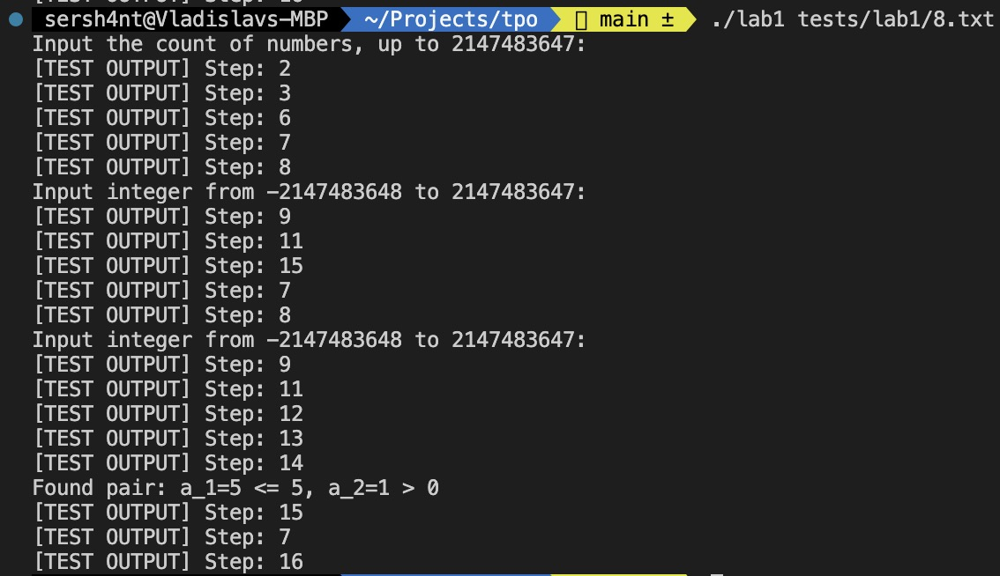 sersh4nt@Vladislavs-MBP ~/Projects/tpo main ± ./lab1 tests/lab1/8.txt
Input the count of numbers, up to 2147483647:
[TEST OUTPUT] Step: 2
[TEST OUTPUT] Step: 3
[TEST OUTPUT] Step: 6
[TEST OUTPUT] Step: 7
[TEST OUTPUT] Step: 8
Input integer from -2147483648 to 2147483647:
[TEST OUTPUT] Step: 9
[TEST OUTPUT] Step: 11
[TEST OUTPUT] Step: 15
[TEST OUTPUT] Step: 7
[TEST OUTPUT] Step: 8
Input integer from -2147483648 to 2147483647:
[TEST OUTPUT] Step: 9
[TEST OUTPUT] Step: 11
[TEST OUTPUT] Step: 12
[TEST OUTPUT] Step: 13
[TEST OUTPUT] Step: 14
Found pair: a_1=5 <= 5, a_2=1 > 0
[TEST OUTPUT] Step: 15
[TEST OUTPUT] Step: 7
[TEST OUTPUT] Step: 16